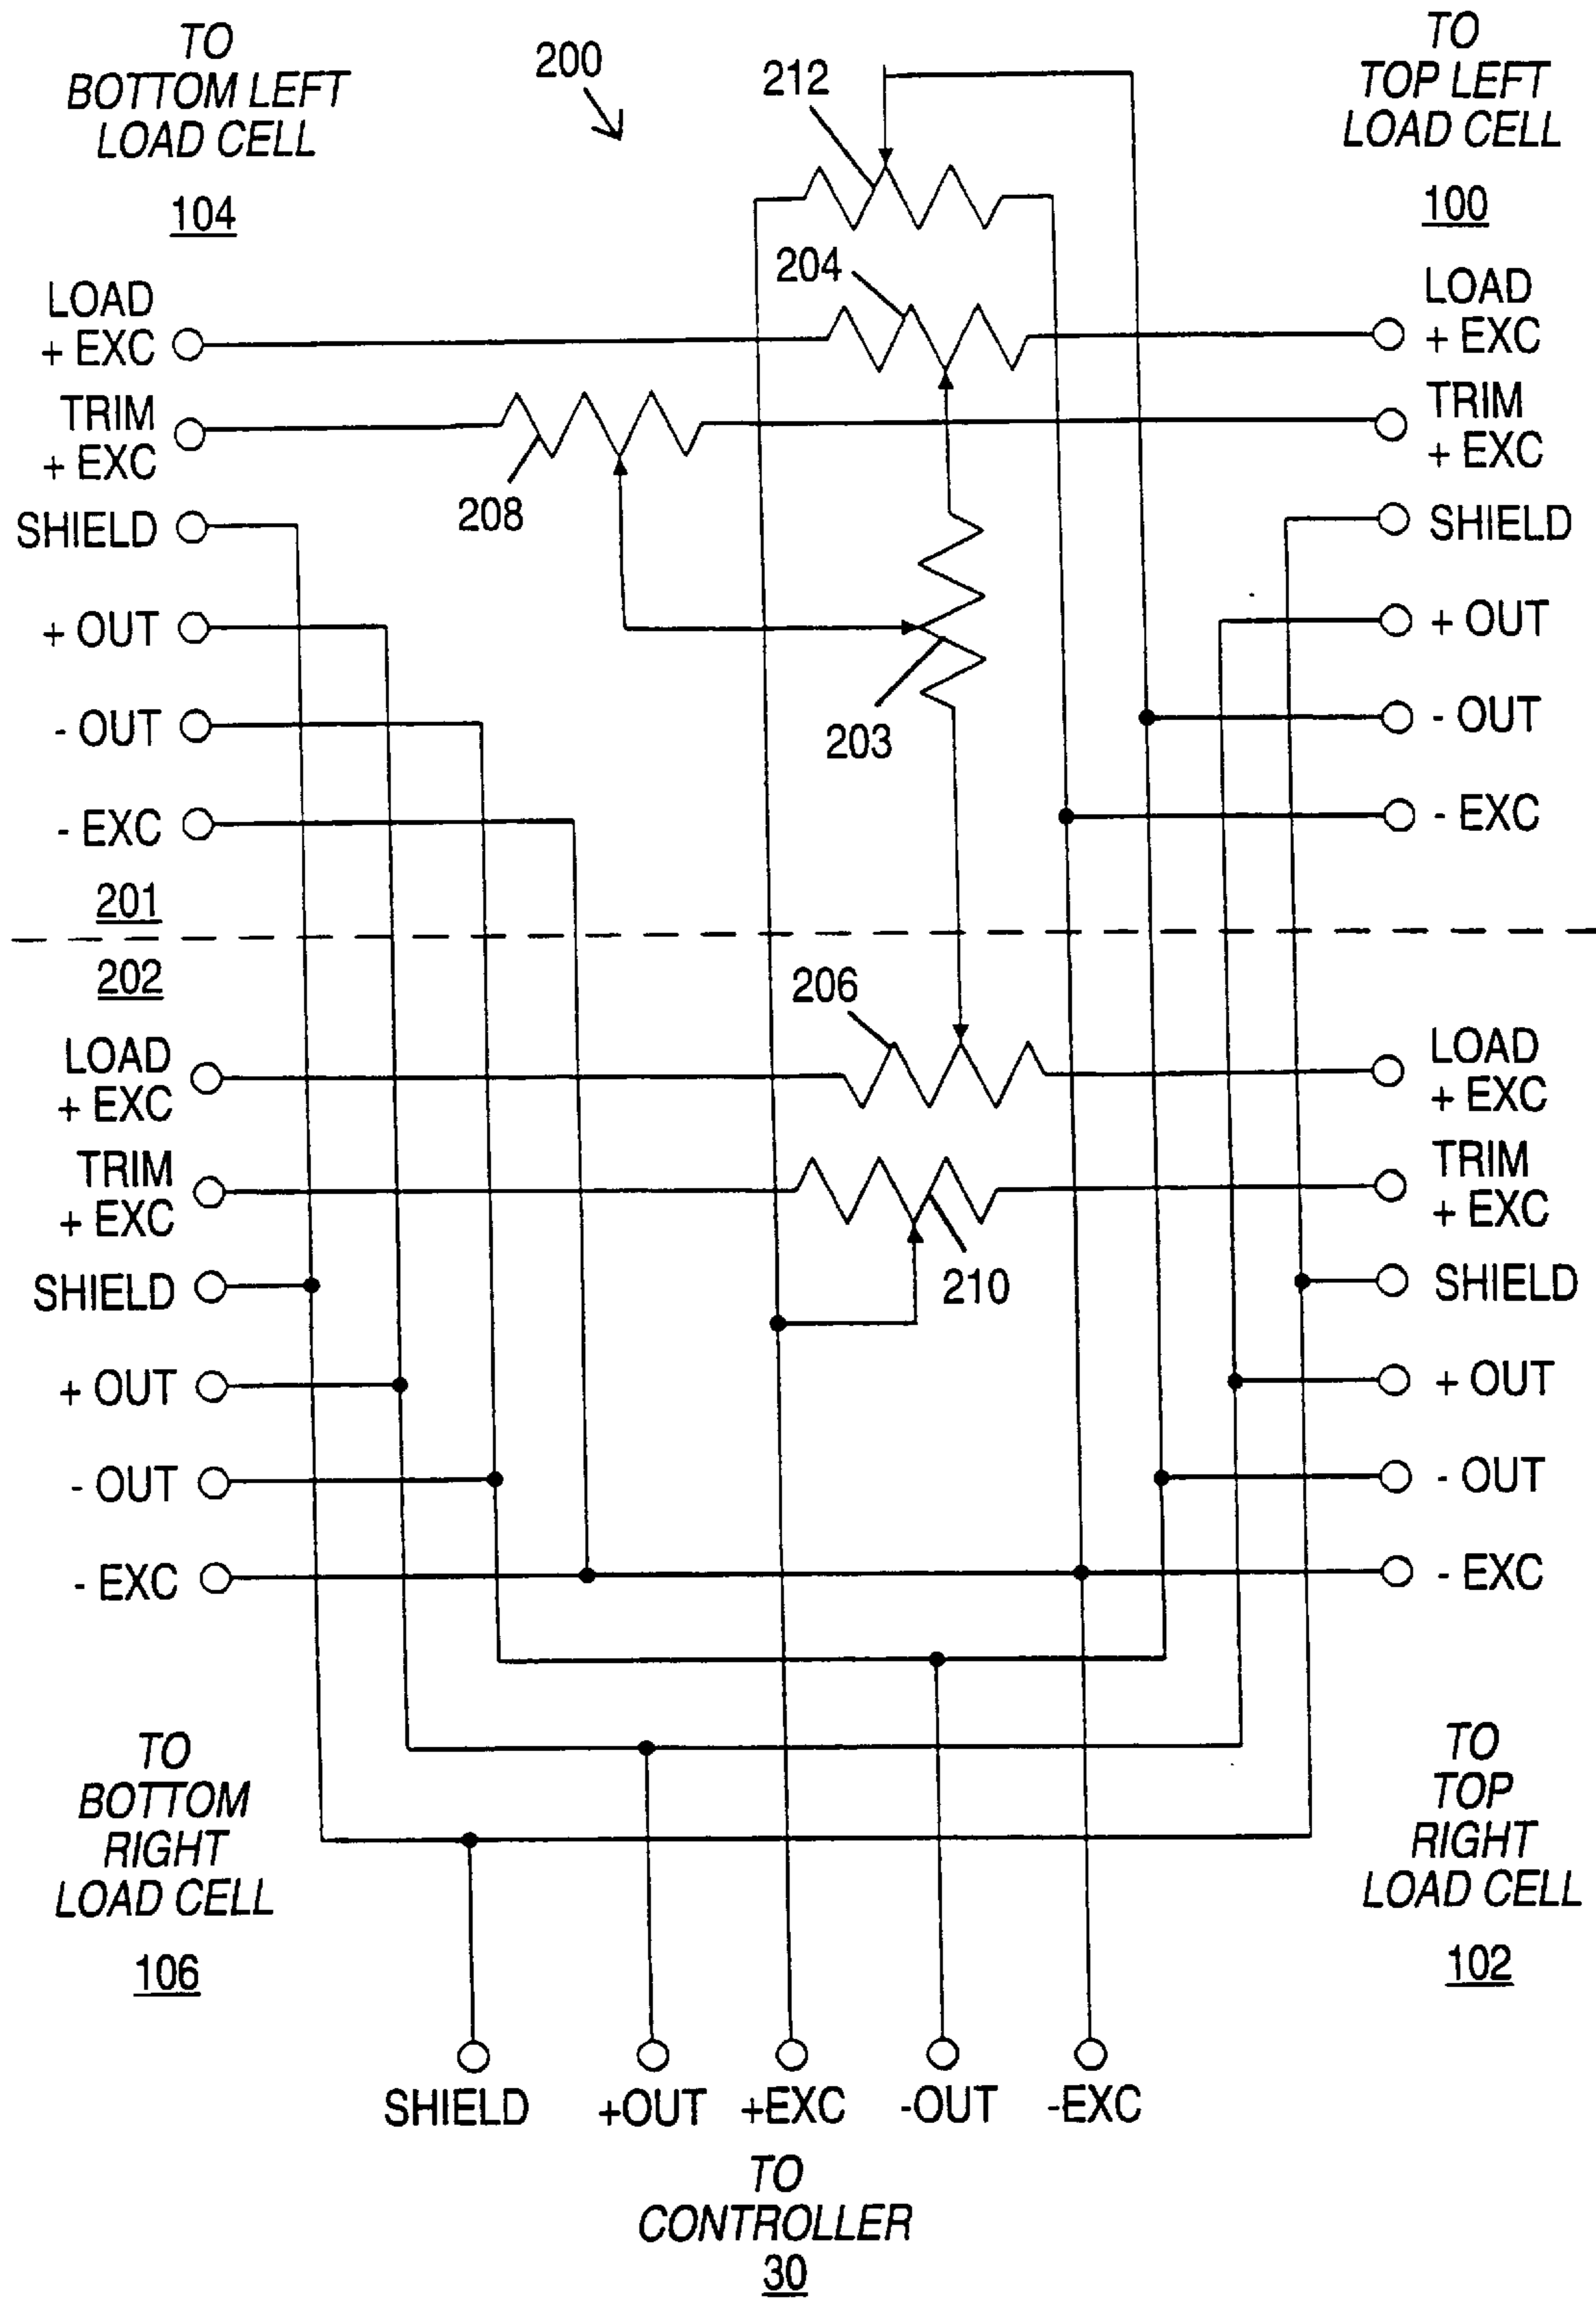 TO
BOTTOM LEFT
LOAD CELL
104
200
212
TO
TOP LEFT
LOAD CELL
100
204
LOAD
+ EXC
TRIM
+ EXC
SHIELD
+ OUT
- OUT
- EXC
201
208
203
LOAD
+ EXC
TRIM
+ EXC
SHIELD
+ OUT
- OUT
- EXC
202
206
LOAD
+ EXC
TRIM
+ EXC
SHIELD
+ OUT
- OUT
- EXC
210
LOAD
+ EXC
TRIM
+ EXC
SHIELD
+ OUT
- OUT
- EXC
TO
BOTTOM
RIGHT
LOAD CELL
106
TO
TOP
RIGHT
LOAD CELL
102
SHIELD
+OUT
+EXC
-OUT
-EXC
TO
CONTROLLER
30